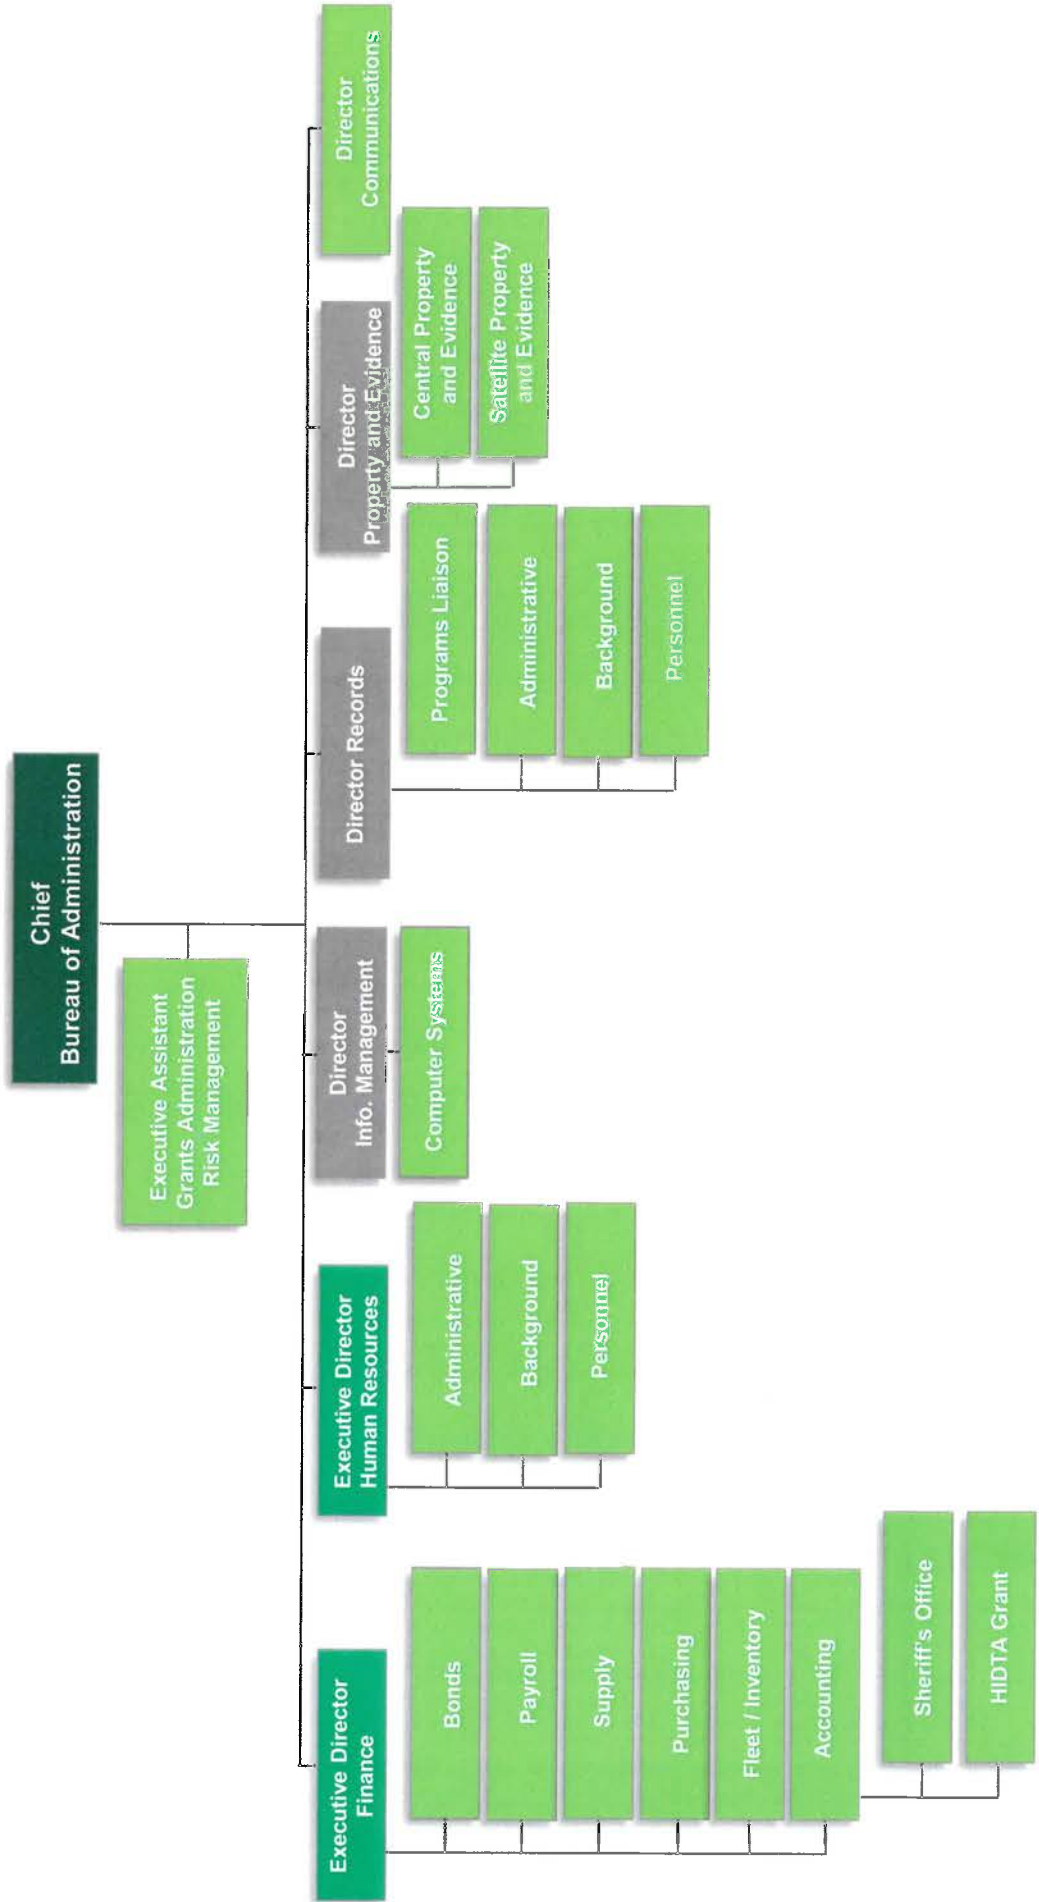 Chief
Bureau of Administration
Executive Assistant
Grants Administration
Risk Management
Executive Director
Finance
Bonds
Payroll
Supply
Purchasing
Fleet / Inventory
Accounting
Sheriff's Office
HIDTA Grant
Executive Director
Human Resources
Administrative
Background
Personnel
Director
Info. Management
Computer Systems
Director Records
Programs Liaison
Administrative
Background
Personnel
Director
Property and Evidence
Central Property
and Evidence
Satellite Property
and Evidence
Director
Communications